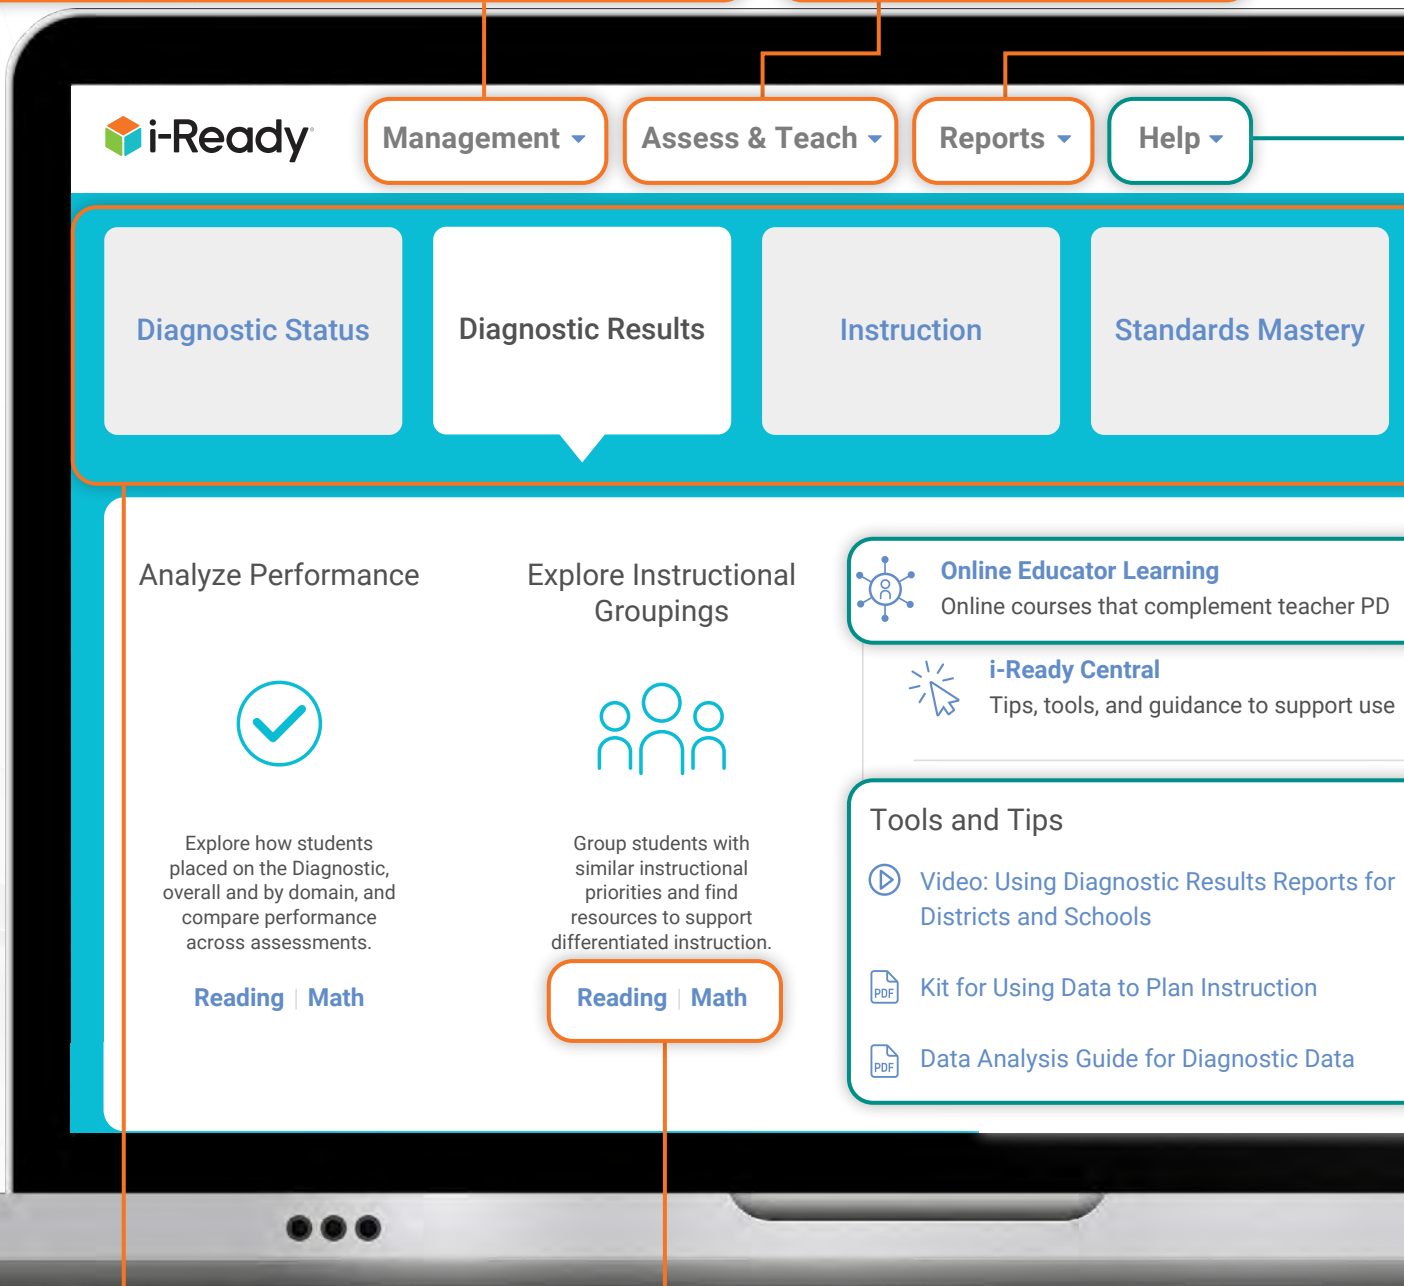 i-Ready
Management
Assess & Teach
Reports
Help
Diagnostic Status
Diagnostic Results
Instruction
Standards Mastery
Analyze Performance
Explore how students
placed on the Diagnostic,
overall and by domain, and
compare performance
across assessments.
Reading | Math
Explore Instructional
Groupings
Group students with
similar instructional
priorities and find
resources to support
differentiated instruction.
Reading | Math
Online Educator Learning
Online courses that complement teacher PD
i-Ready Central
Tips, tools, and guidance to support use
Tools and Tips
Video: Using Diagnostic Results Reports for
Districts and Schools
PDF Kit for Using Data to Plan Instruction
PDF Data Analysis Guide for Diagnostic Data